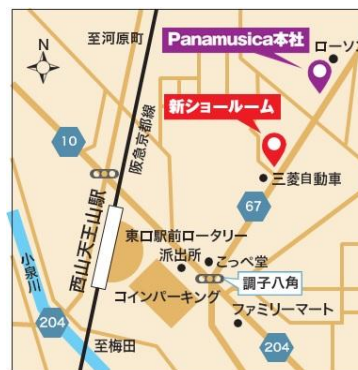 至河原町
Panamusica本社
ローソン
N
新ショールーム
阪急京都線
10
三菱自動車
67
西山天王山駅
東口駅前ロータリー
派出所
こっぺ堂
調子八角
小泉川
コインパーキング
ファミリーマート
204
至梅田
204